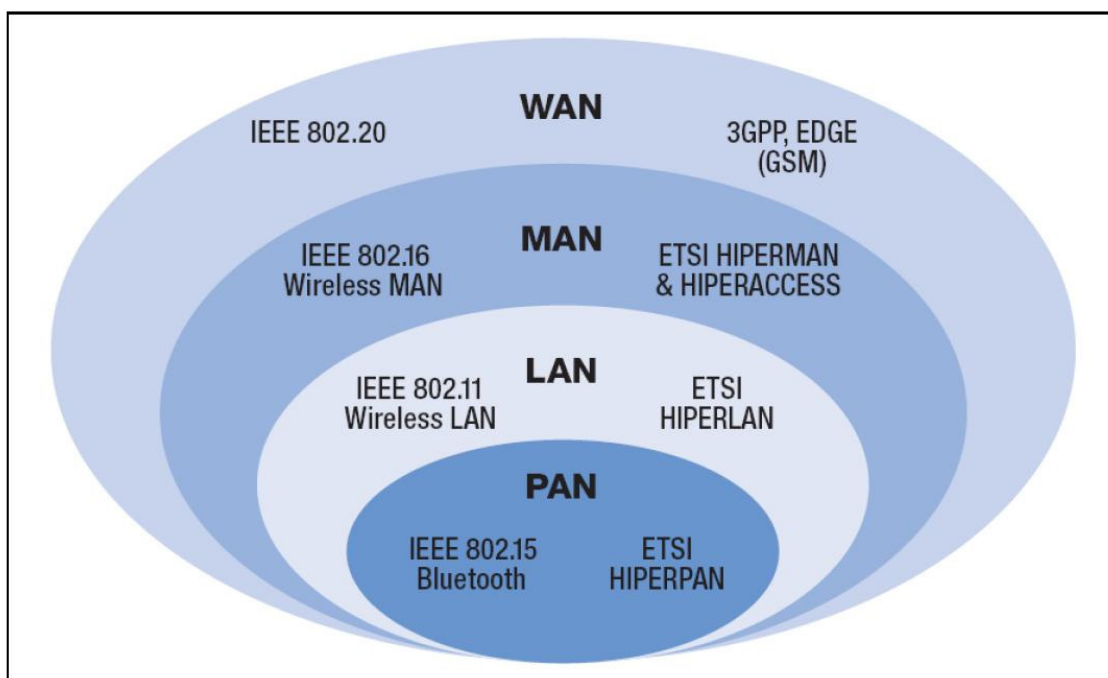 WAN
IEEE 802.20
3GPP, EDGE
(GSM)
MAN
IEEE 802.16
Wireless MAN
ETSI HIPERMAN
& HIPERACCESS
LAN
IEEE 802.11
Wireless LAN
ETSI
HIPERLAN
PAN
IEEE 802.15
Bluetooth
ETSI
HIPERPAN